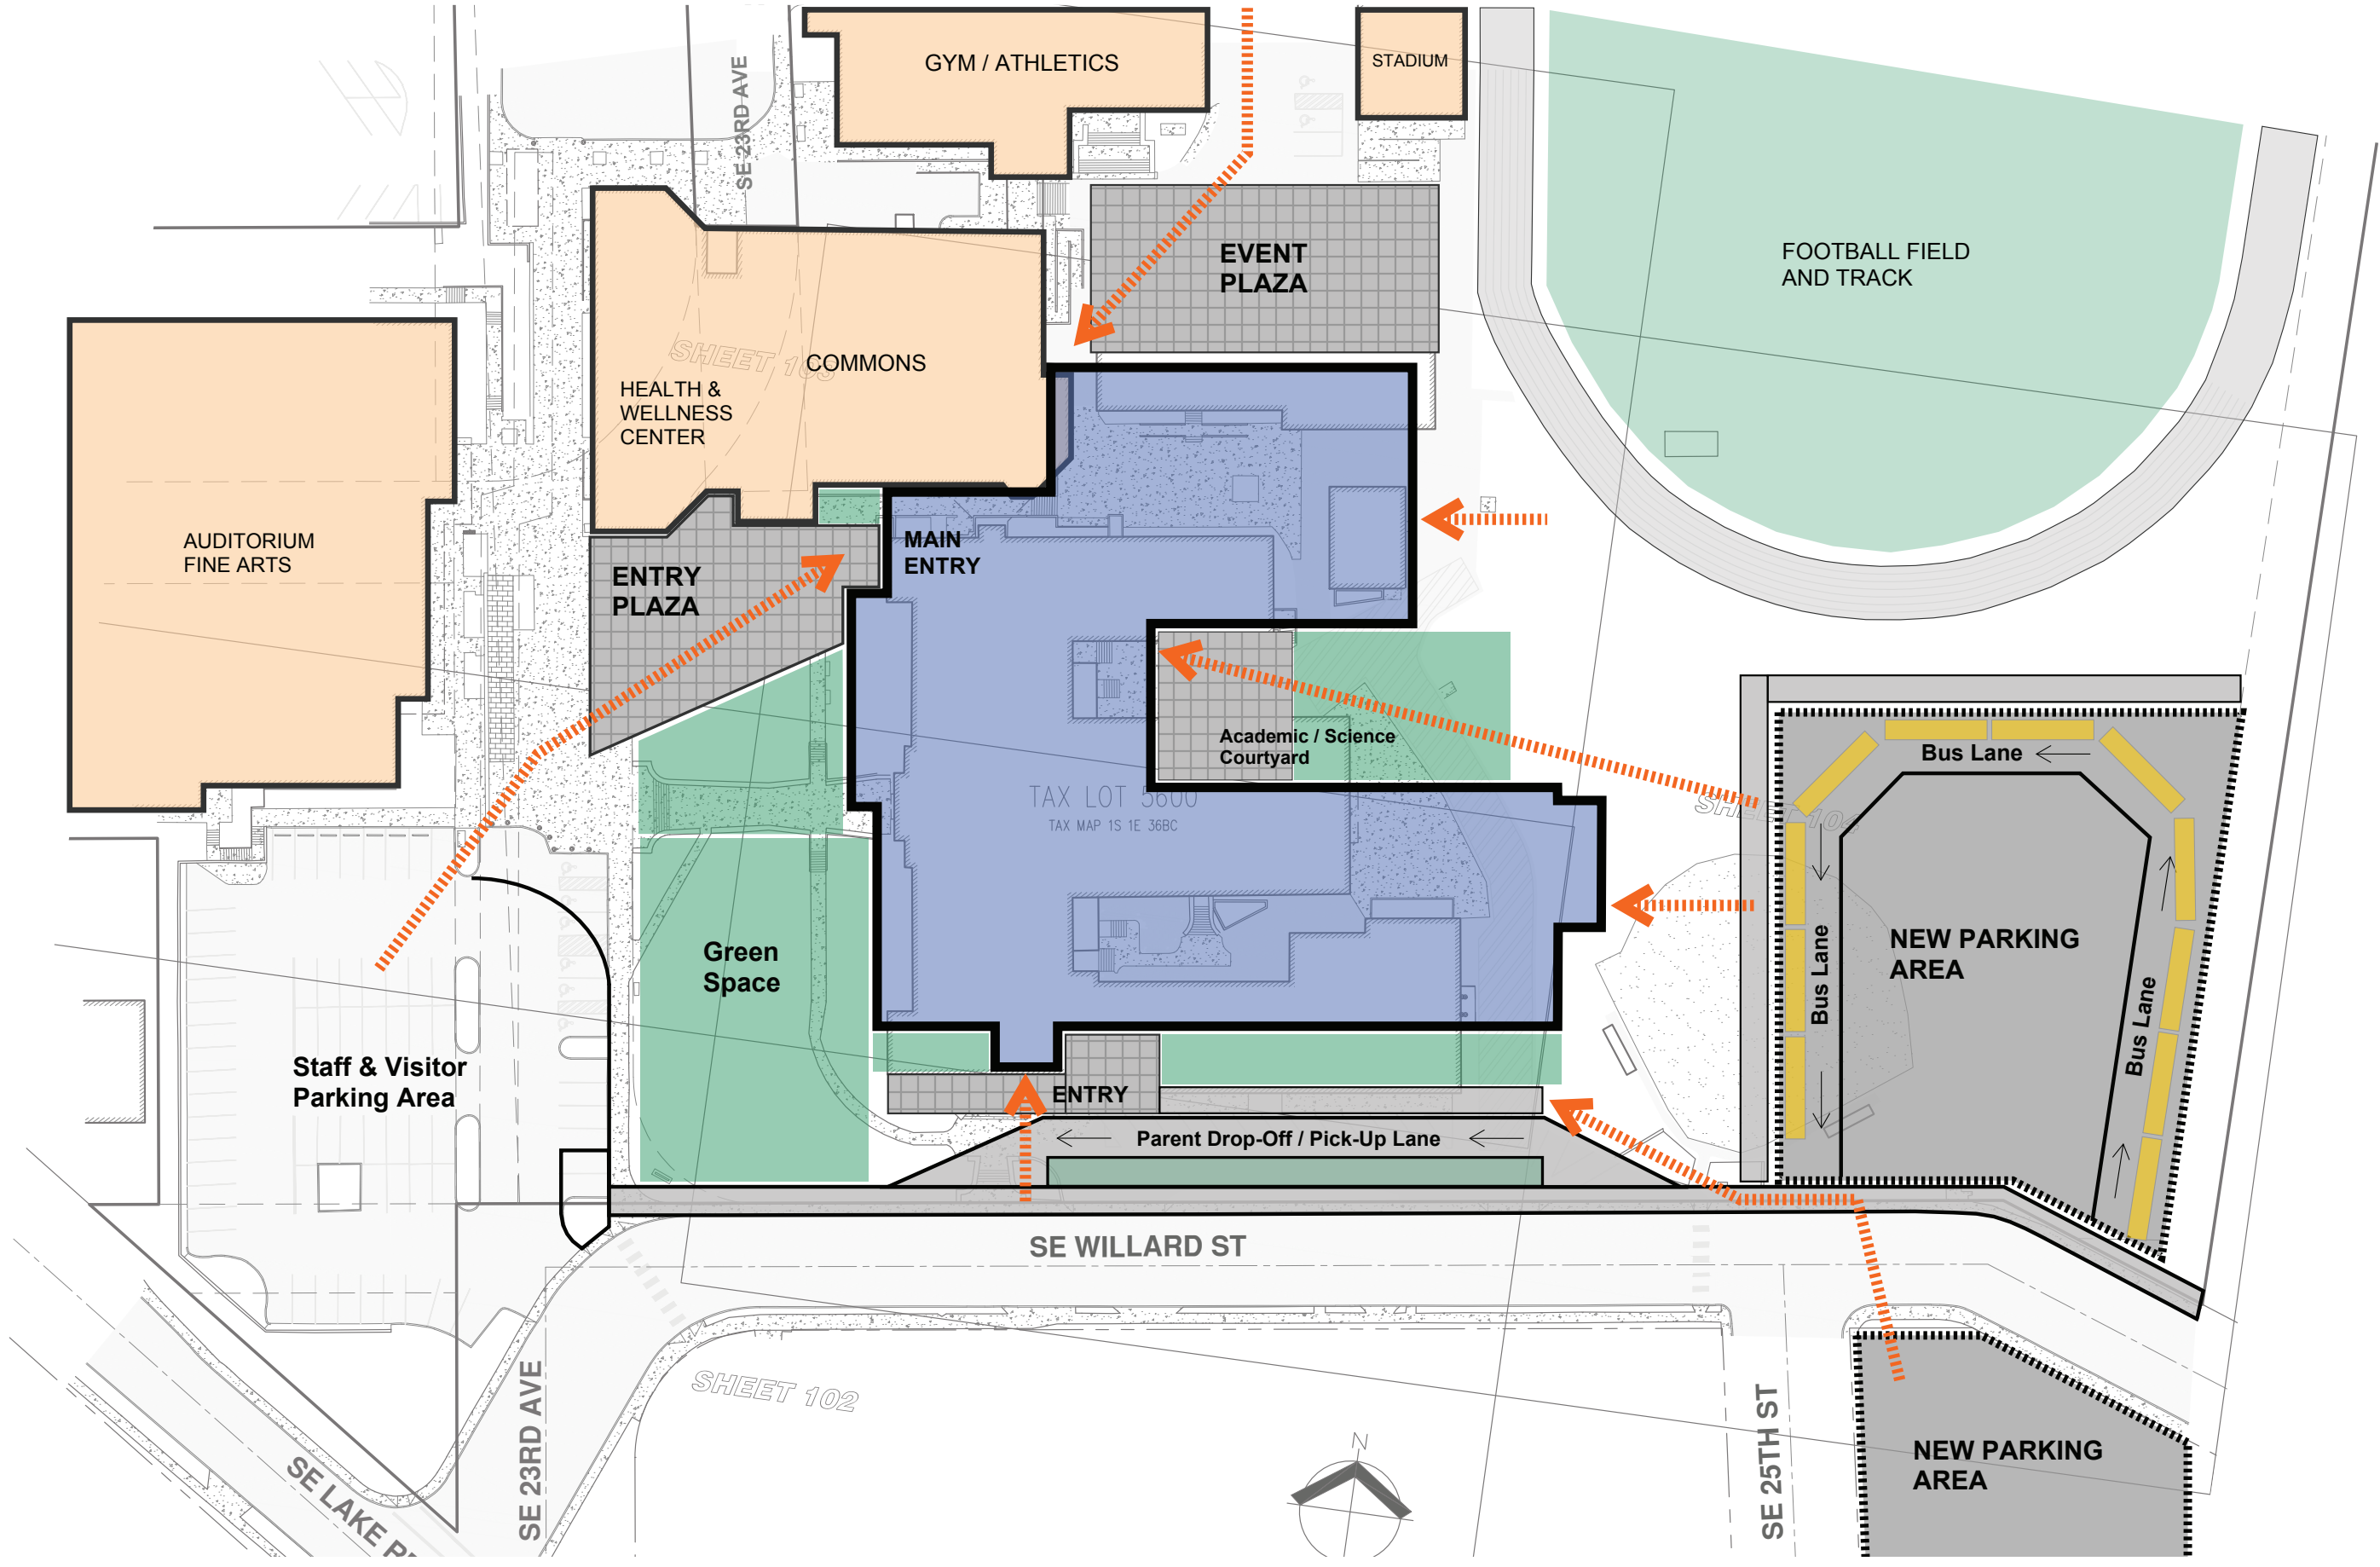 GYM / ATHLETICS
STADIUM
SE 23RD AVE
EVENT
PLAZA
FOOTBALL FIELD
AND TRACK
COMMONS
HEALTH &
WELLNESS
CENTER
AUDITORIUM
FINE ARTS
MAIN
ENTRY
ENTRY
PLAZA
Academic / Science
Courtyard
Bus Lane
TAX LOT 5600
TAX MAP 1S 1E 36BC
SHEET 104
Green
Space
NEW PARKING
AREA
Bus Lane
Bus Lane
Staff & Visitor
Parking Area
ENTRY
Parent Drop-Off / Pick-Up Lane
SE WILLARD ST
SHEET 102
SE 23RD AVE
SE LAKE
N
SE 25TH ST
NEW PARKING
AREA